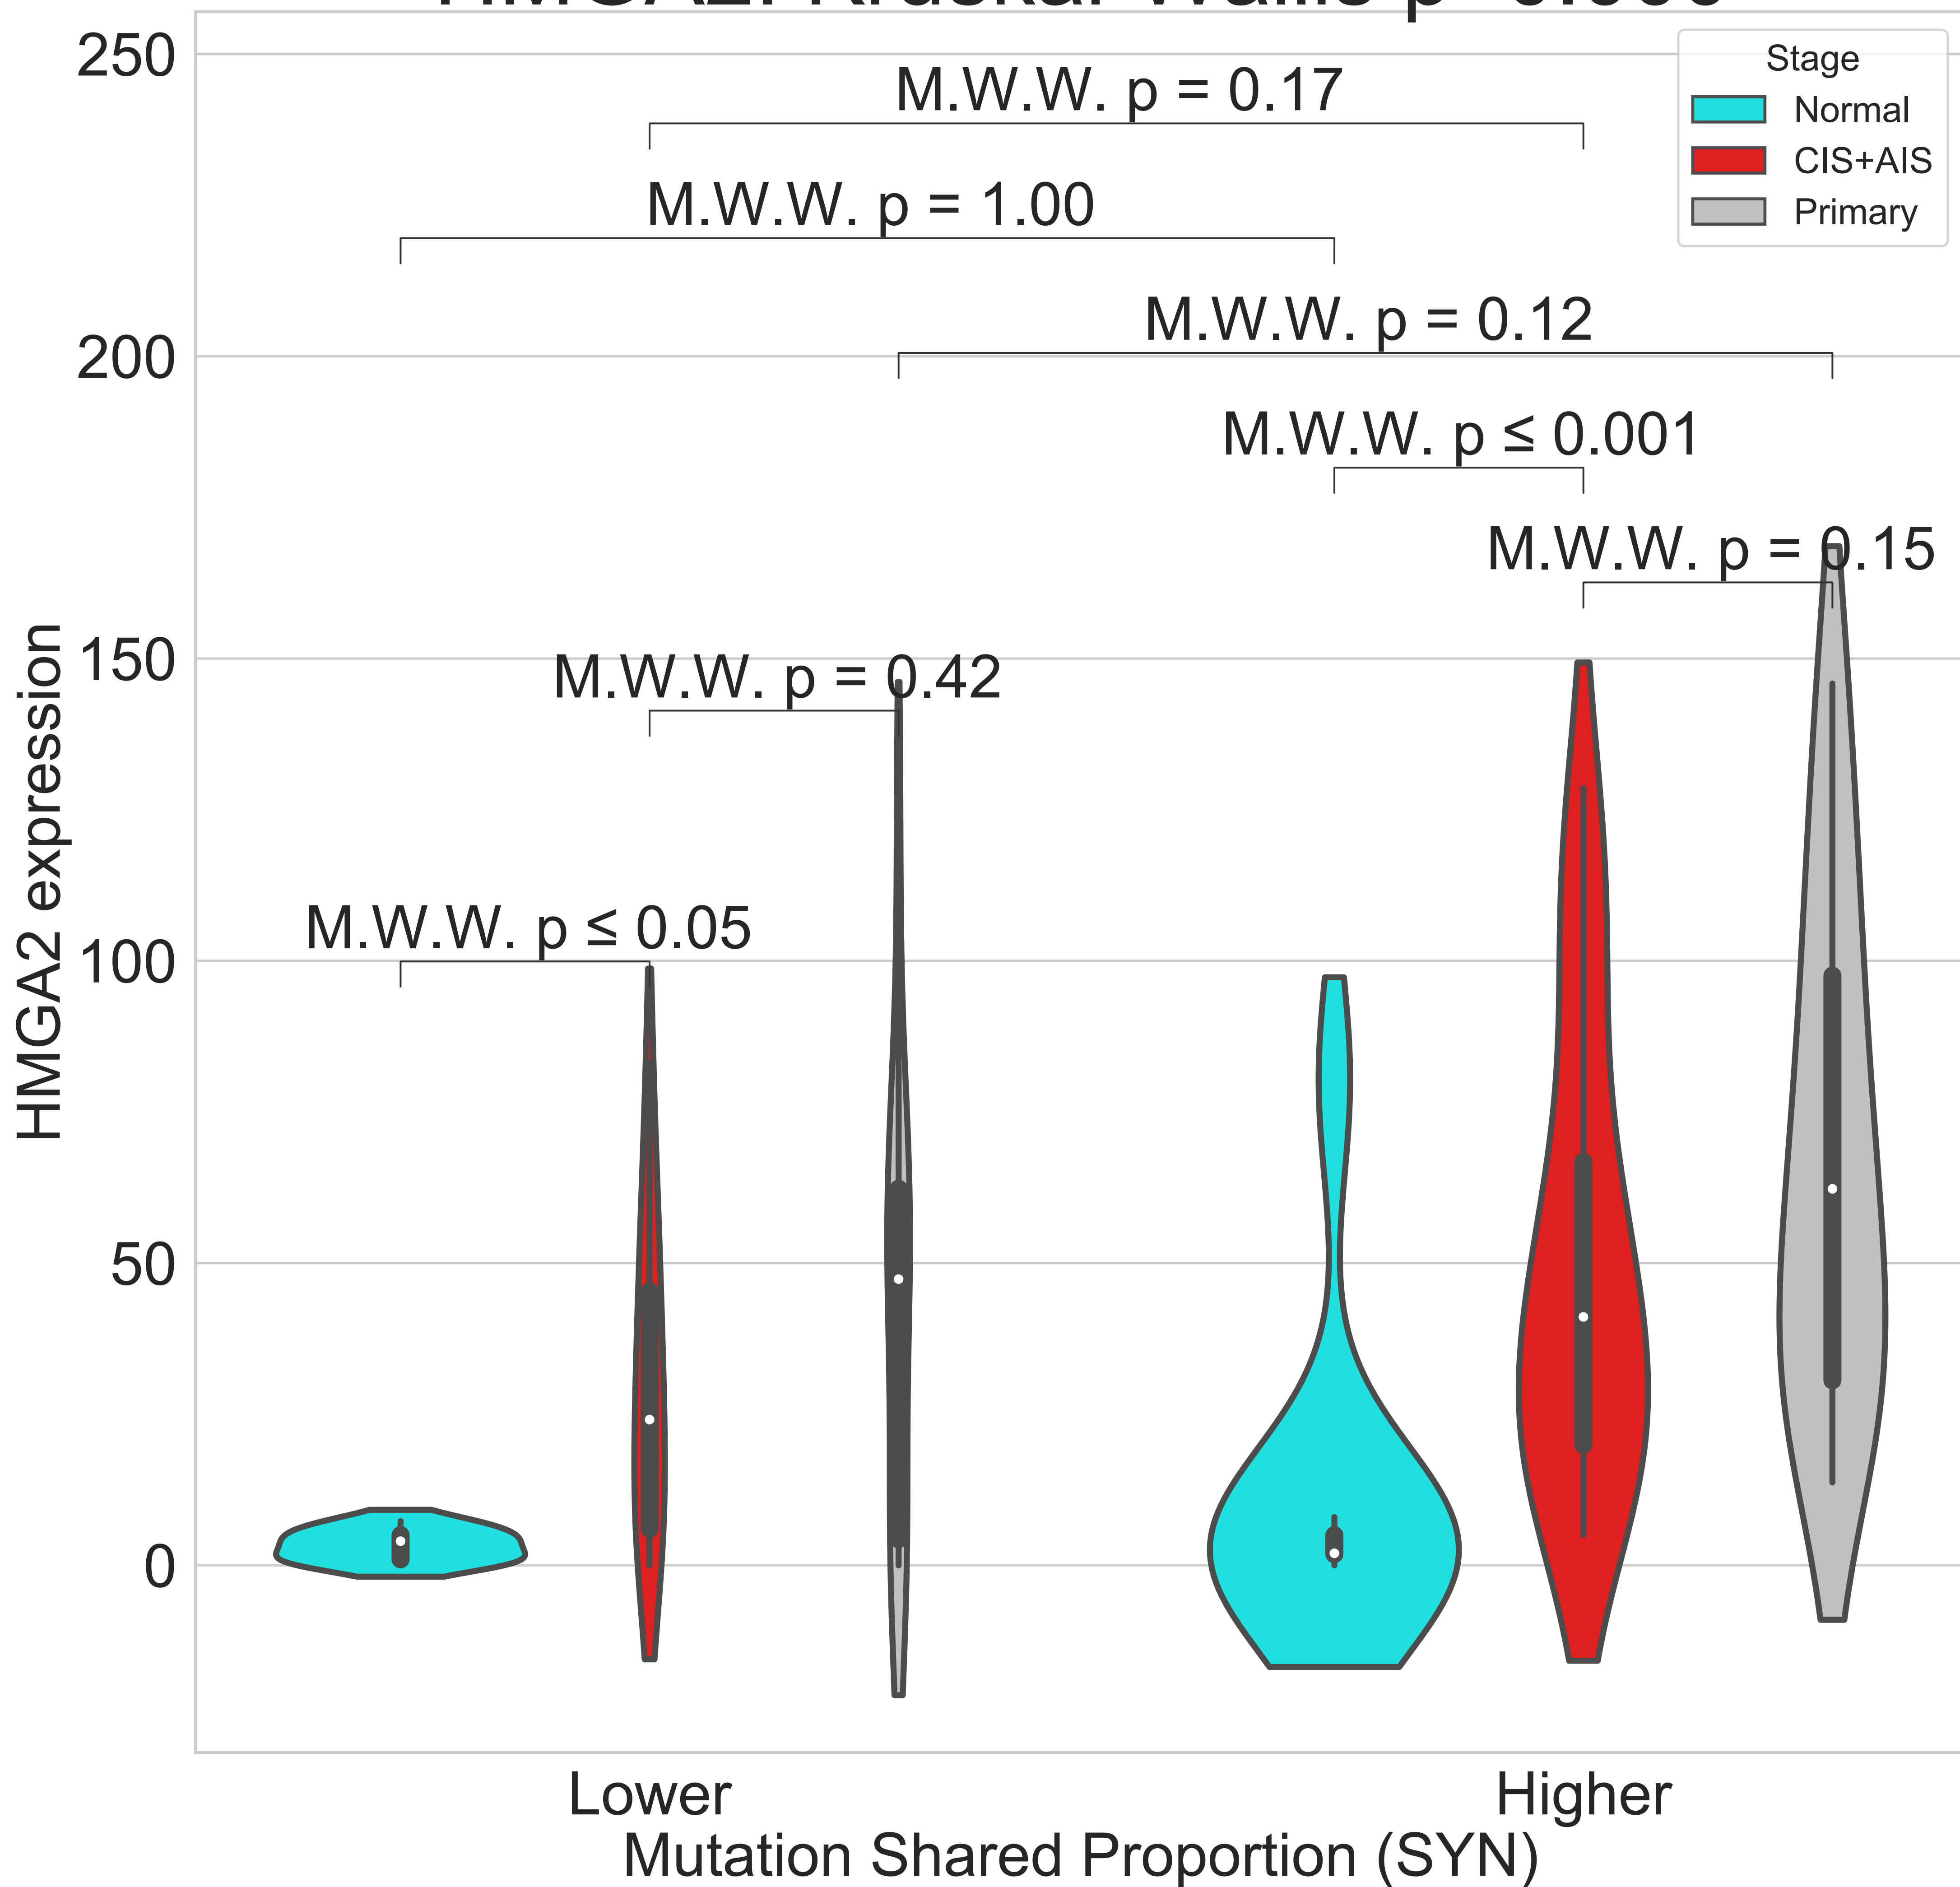 250
M.W.W. p = 0.17
Stage
Normal
CIS+AIS
Primary
M.W.W. p = 1.00
M.W.W. p = 0.12
200
M.W.W. p ≤ 0.001
M.W.W. p = 0.15
150
M.W.W. p = 0.42
M.W.W. p ≤ 0.05
100
HMGA2 expression
50
0
Lower
Higher
Mutation Shared Proportion (SYN)